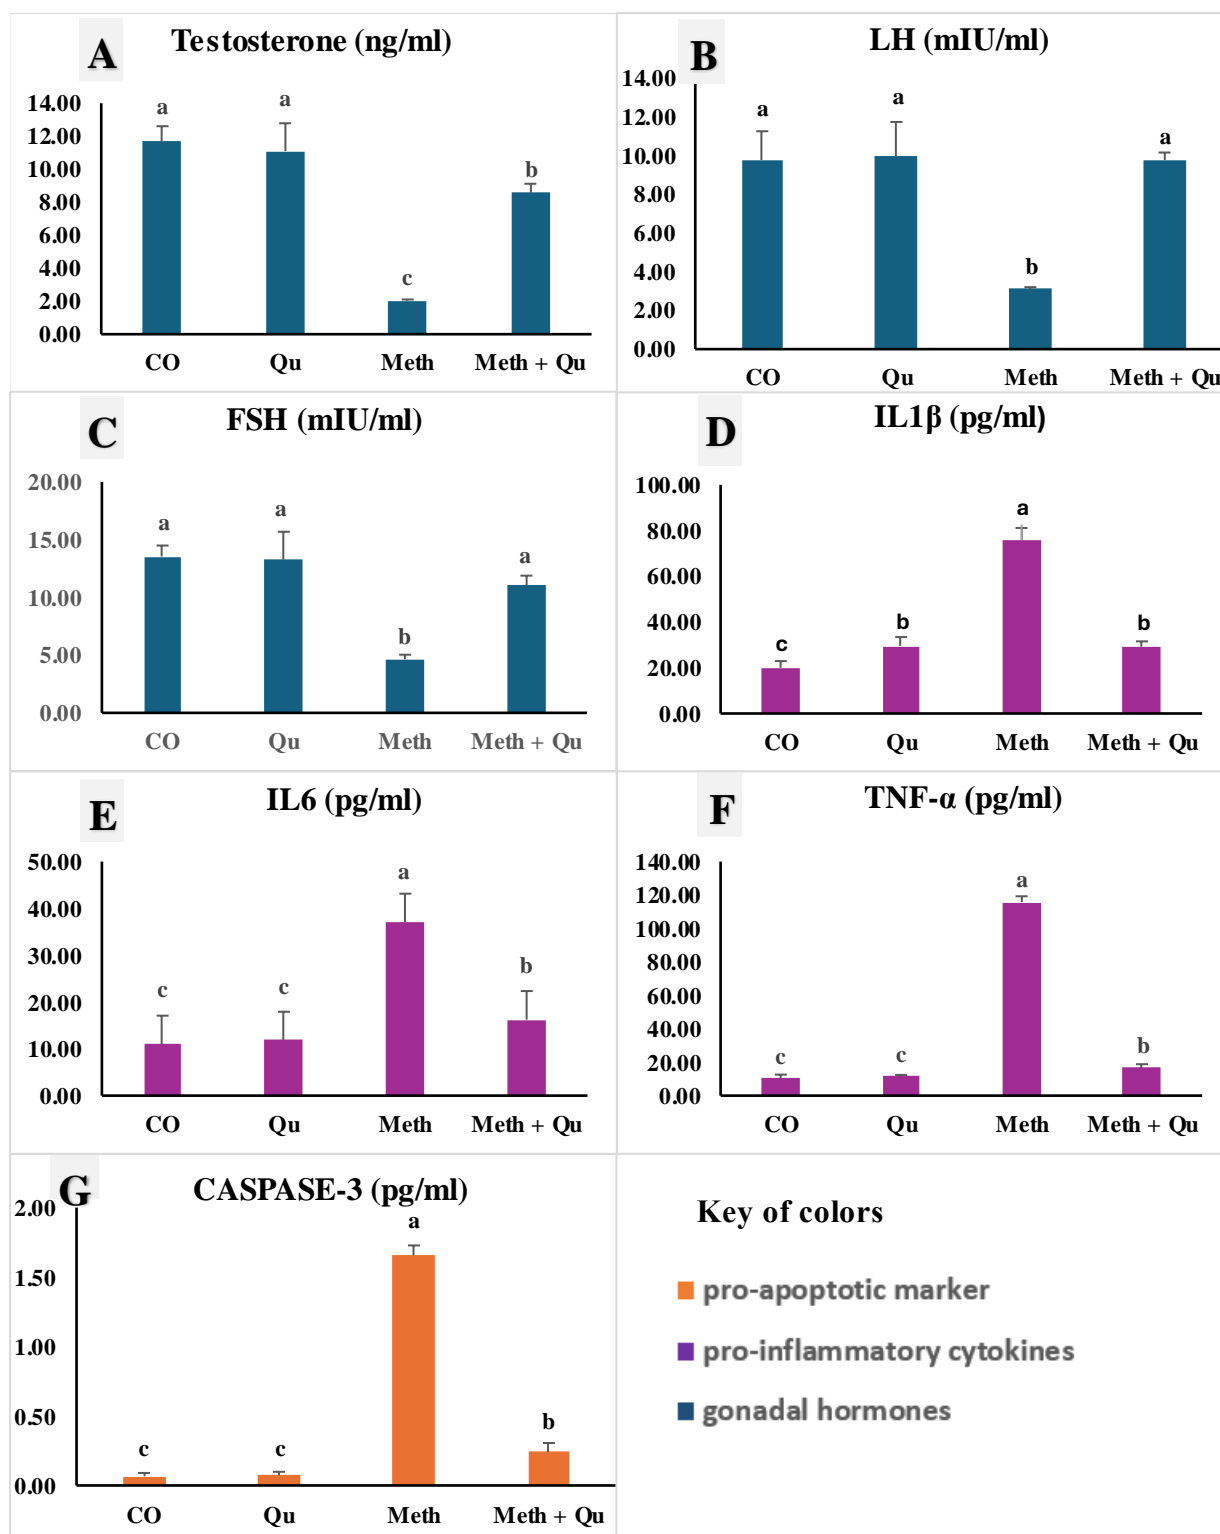 A
Testosterone (ng/ml)
14.00
12.00
10.00
8.00
6.00
4.00
2.00
0.00
a
a
c
b
CO Qu Meth Meth + Qu
B
LH (mIU/ml)
14.00
12.00
10.00
8.00
6.00
4.00
2.00
0.00
a
a
b
a
CO Qu Meth Meth + Qu
C
FSH (mIU/ml)
20.00
15.00
10.00
5.00
0.00
a
a
b
a
CO Qu Meth Meth + Qu
D
IL1β (pg/ml)
100.00
80.00
60.00
40.00
20.00
0.00
c
b
a
b
CO Qu Meth Meth + Qu
E
IL6 (pg/ml)
50.00
40.00
30.00
20.00
10.00
0.00
c
c
a
b
CO Qu Meth Meth + Qu
F
TNF-α (pg/ml)
140.00
120.00
100.00
80.00
60.00
40.00
20.00
0.00
c
c
a
b
CO Qu Meth Meth + Qu
G
CASPASE-3 (pg/ml)
2.00
1.50
1.00
0.50
0.00
c
c
a
b
CO Qu Meth Meth + Qu
Key of colors
pro-apoptotic marker
pro-inflammatory cytokines
gonadal hormones